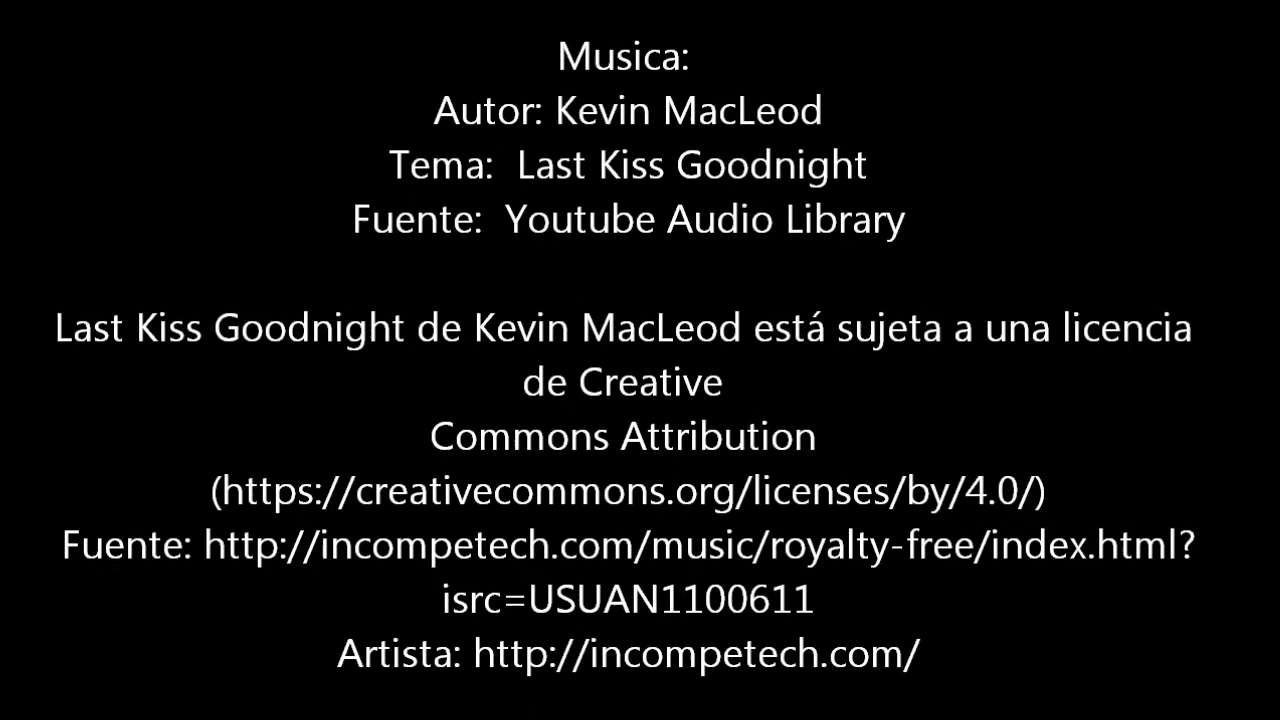 Musica:
Autor: Kevin MacLeod
Tema:  Last Kiss Goodnight
Fuente:  Youtube Audio Library
Last Kiss Goodnight de Kevin MacLeod está sujeta a una licencia
de Creative
Commons Attribution
(https://creativecommons.org/licenses/by/4.0/)
Fuente: http://incompetech.com/music/royalty-free/index.html?
isrc=USUAN1100611
Artista: http://incompetech.com/